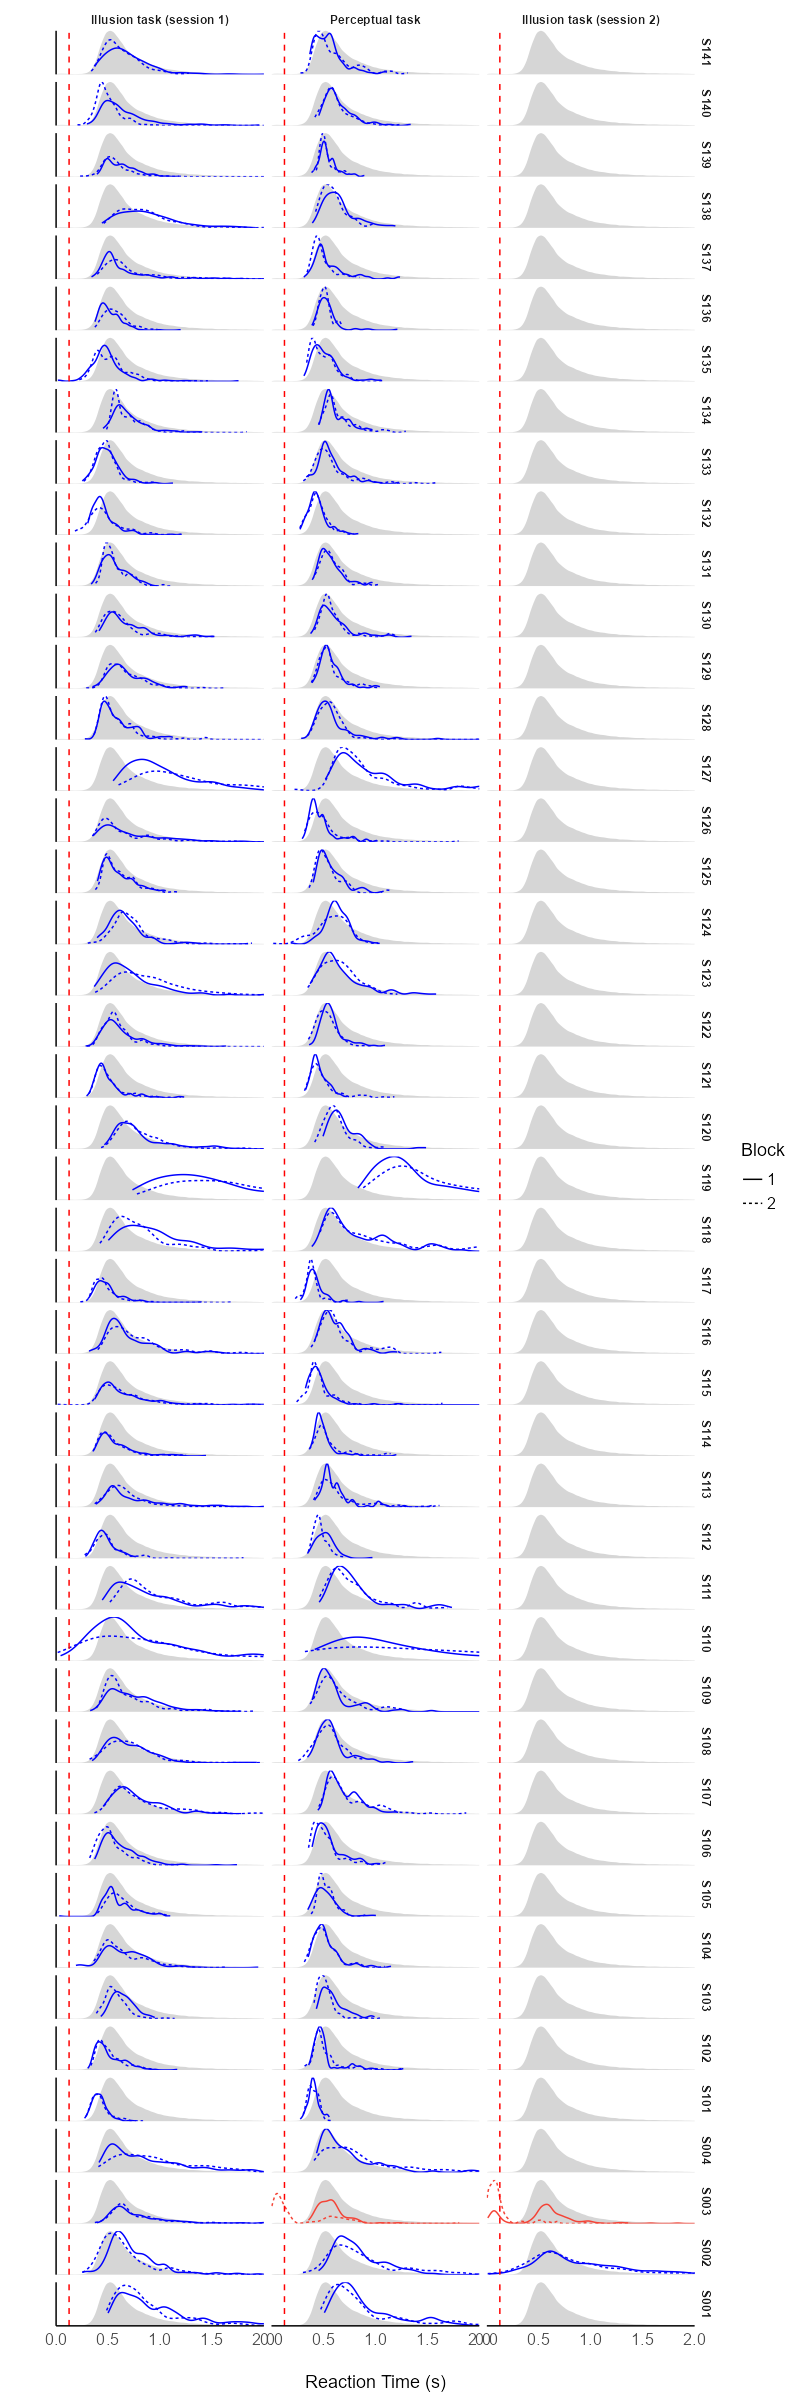 Illusion task (session 1) Perceptual task Illusion task (session 2)
S141
S140
S139
S138
S137
S136
S135
S134
S133
S132
S131
S130
S129
S128
S127
S126
S125
S124
S123
S122
S121
S120
S119
S118
S117
S116
S115
S114
S113
S112
S111
S110
S109
S108
S107
S106
S105
S104
S103
S102
S101
S004
S003
S002
S001
Block
1
2
0.0 0.5 1.0 1.5 2.0 0.0 0.5 1.0 1.5 2.0 0.0 0.5 1.0 1.5 2.0
Reaction Time (s)